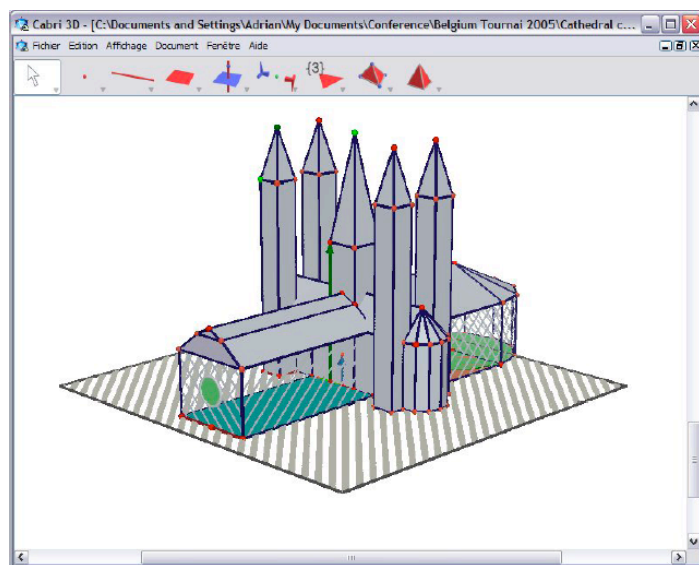 Cabri 3D - [C:\Documents and Settings\Adrian\My Documents\Conference\Belgium Tournai 2005\Cathedral c...
Fichier Edition Affichage Document Fenêtre Aide
{3}